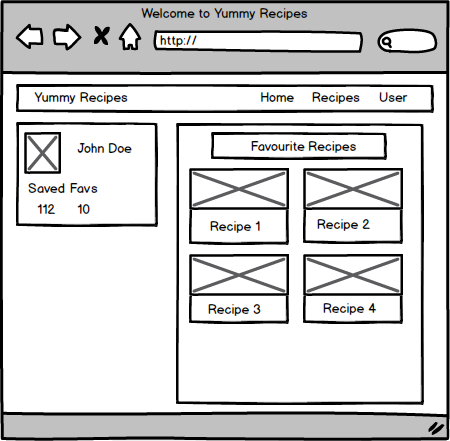 Welcome to Yummy Recipes
http://
Yummy Recipes Home Recipes User
John Doe
Saved Favs
112 10
Favourite Recipes
Recipe 1 Recipe 2
Recipe 3 Recipe 4